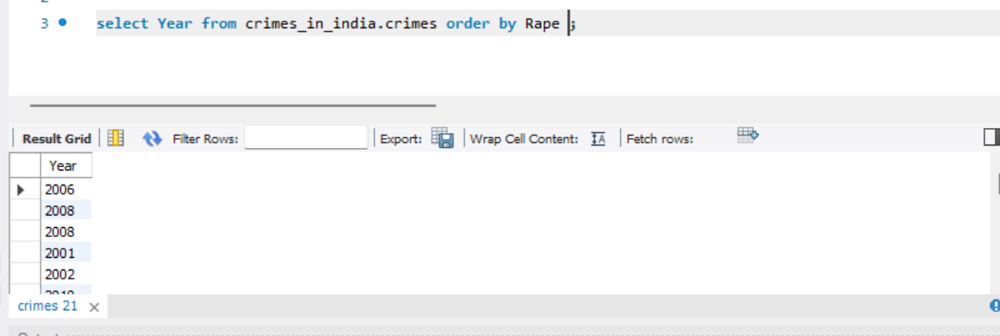 3 select Year from crimes_in_india.crimes order by Rape ;
Result Grid Filter Rows: Export: Wrap Cell Content: Fetch rows:
Year
2006
2008
2008
2001
2002
crimes 21